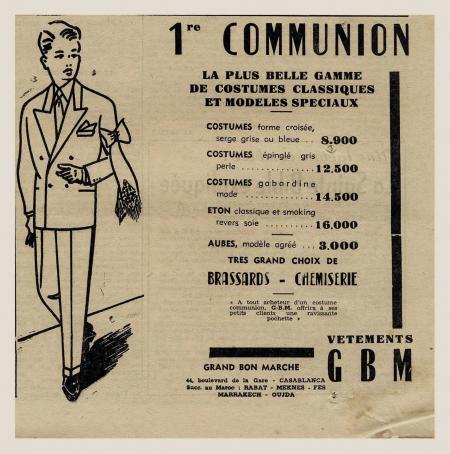 1re COMMUNION
LA PLUS BELLE GAMME
DE COSTUMES CLASSIQUES
ET MODELES SPECIAUX
COSTUMES forme croisée,
serge grise ou bleue .. 8.900
COSTUMES épinglé gris
perle .............. 12.500
COSTUMES gabardine
mode .............. 14.500
ETON classique et smoking
revers soie .......... 16.000
AUBES, modèle agréé ... 3.000
TRES GRAND CHOIX DE
BRASSARDS - CHEMISERIE
« A tout acheteur d'un costume
communion, G-B.M. offrira à ses
petits clients une ravissante
pochette »
VETEMENTS
GBM
GRAND BON MARCHE
44, boulevard de la Gare - CASABLANCA
Succ. au Maroc : RABAT - MEKNES - FES
MARRAKECH - OUJDA